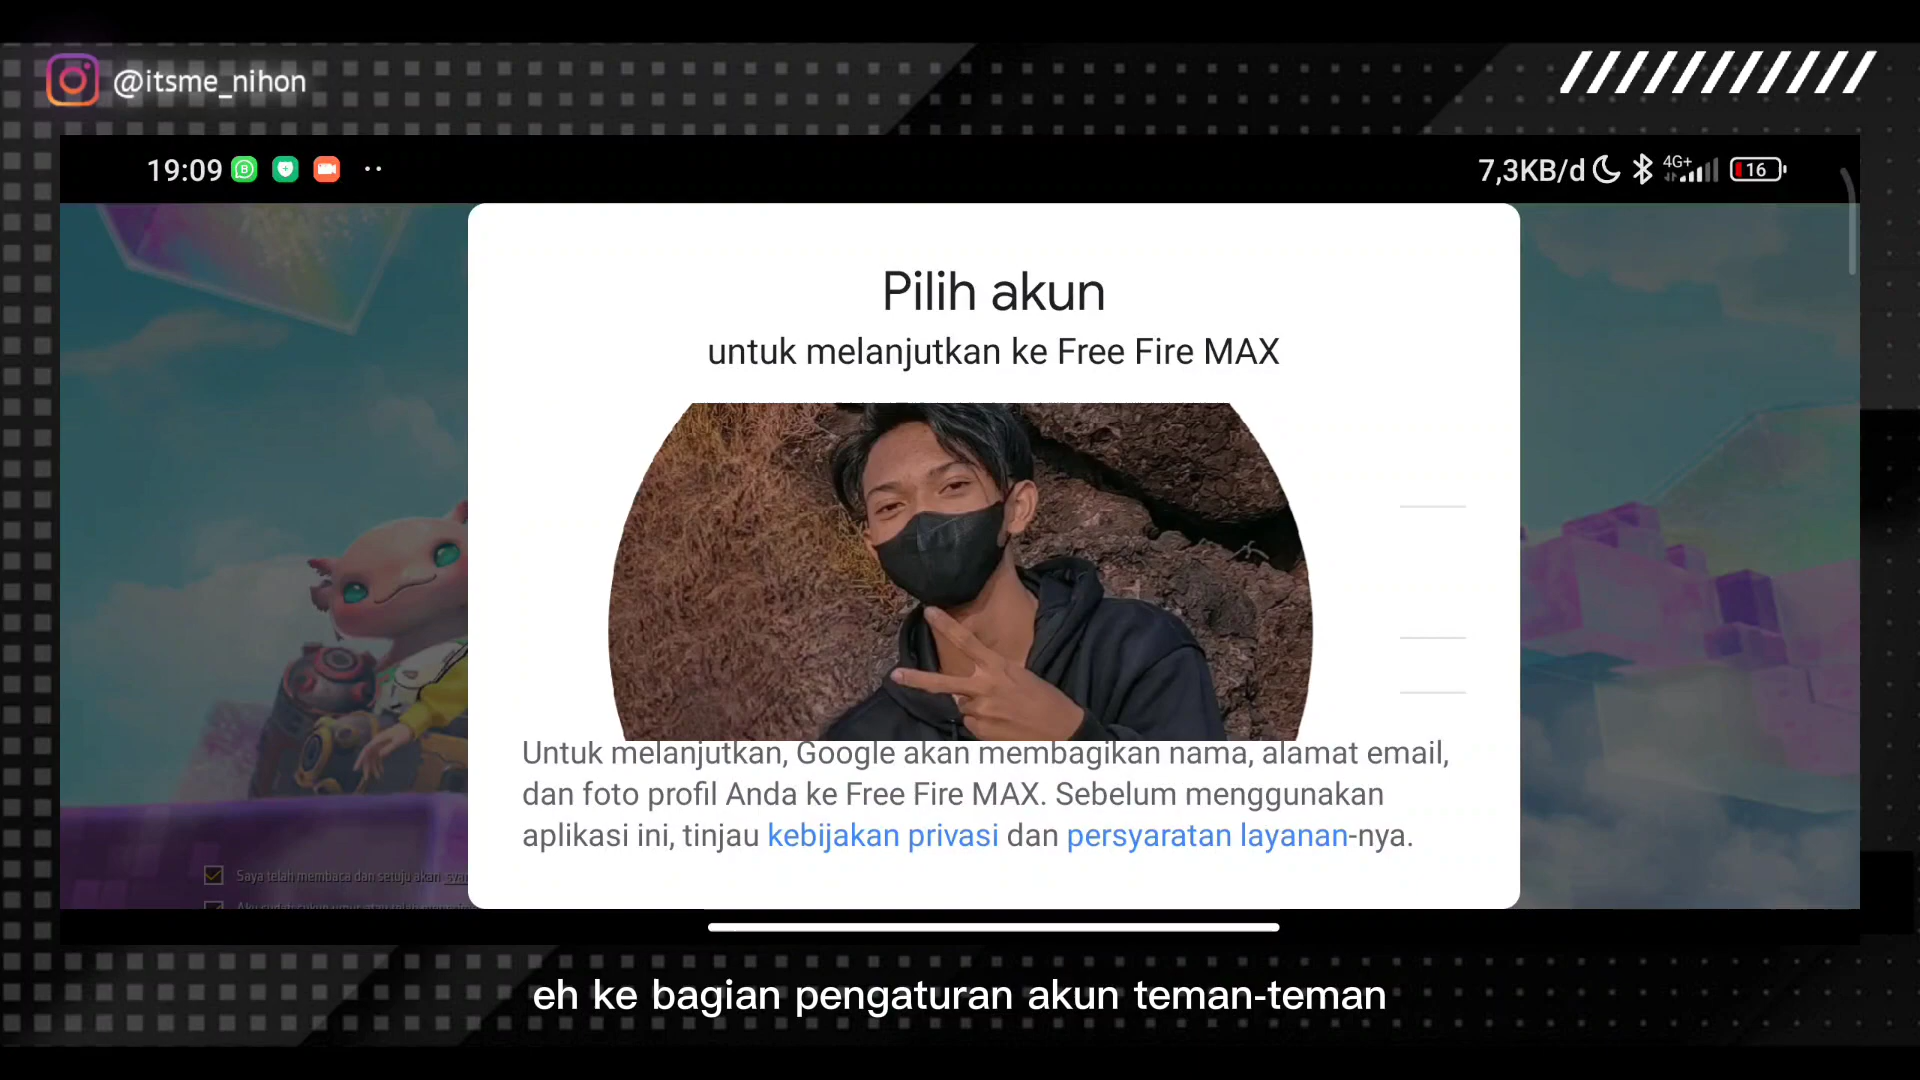 @itsme_nihon
19:09
7,3KB/d
4G+
16
Pilih akun
untuk melanjutkan ke Free Fire MAX
Untuk melanjutkan, Google akan membagikan nama, alamat email,
dan foto profil Anda ke Free Fire MAX. Sebelum menggunakan
aplikasi ini, tinjau kebijakan privasi dan persyaratan layanan-nya.
Saya telah membaca dan setuju akan
eh ke bagian pengaturan akun teman-teman